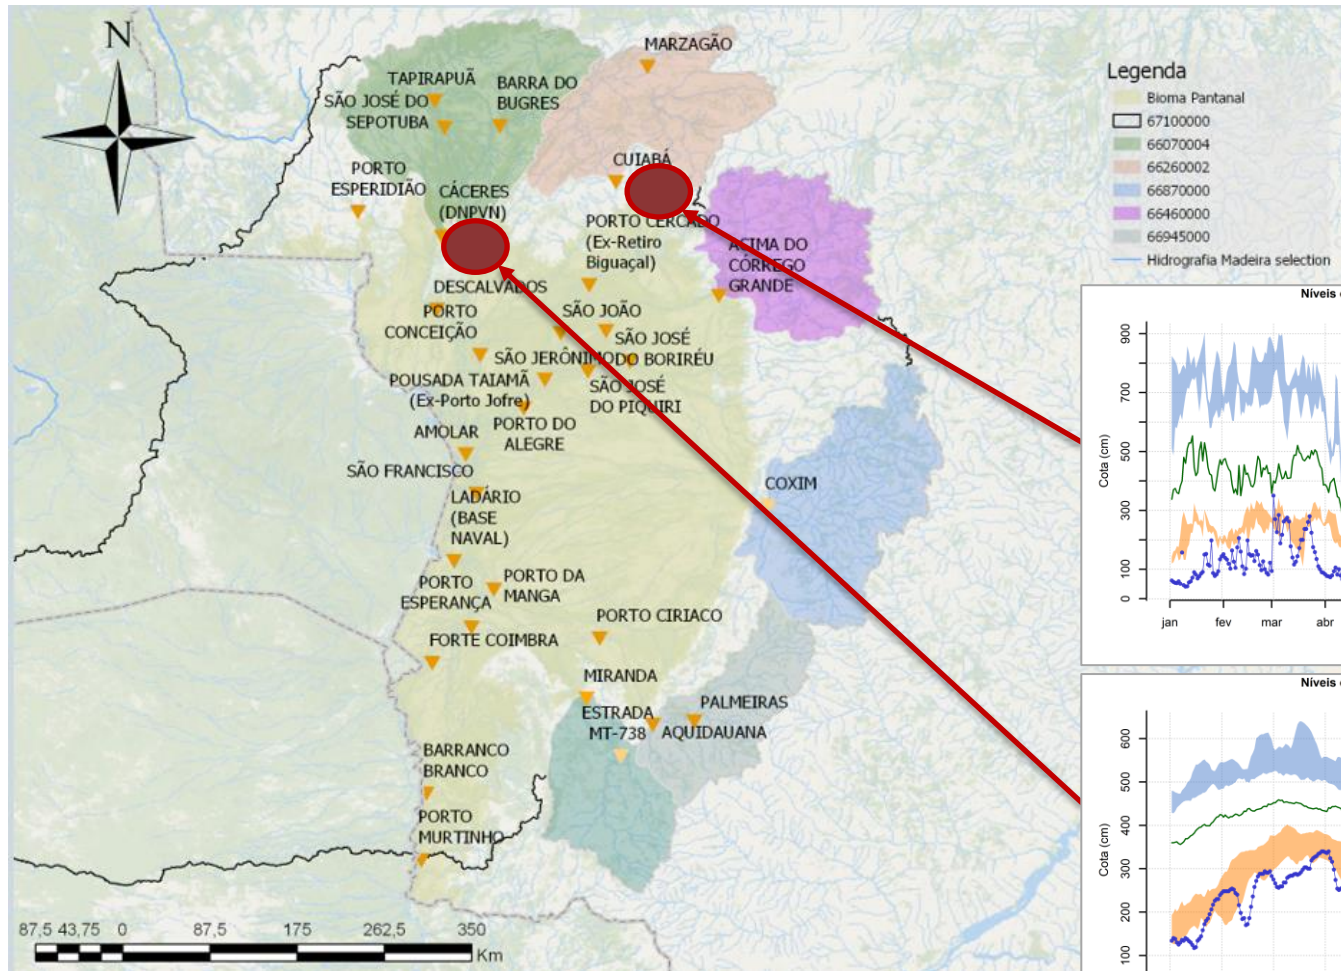 N
MARZAGÃO
TAPIRAPUÃ
SÃO JOSÉ DO
SEPOTUBA
BARRA DO
BUGRES
PORTO
ESPERIDIÃO
CUIABÁ
CÁCERES
(DNPVN)
PORTO CERCADO
(Ex-Retiro
Biguaçal)
ACIMA DO
CÓRREGO
GRANDE
DESCALVADOS
PORTO
CONCEIÇÃO
SÃO JOÃO
SÃO JOSÉ
DO BORIRÉU
SÃO JERÔNIMO
POUSADA TAIAMÃ
(Ex-Porto Jofre)
SÃO JOSÉ
DO PIQUIRI
PORTO DO
ALEGRE
AMOLAR
SÃO FRANCISCO
LADÁRIO
(BASE
NAVAL)
COXIM
PORTO
ESPERANÇA
PORTO DA
MANGA
FORTE COIMBRA
PORTO CIRIACO
MIRANDA
ESTRADA
MT-738
PALMEIRAS
AQUIDAUANA
BARRANCO
BRANCO
PORTO
MURTINHO
87,5 43,75 0 87,5 175 262,5 350
Km
Legenda
Bioma Pantanal
67100000
66070004
66260002
66870000
66460000
66945000
Hidrografia Madeira selection
Níveis
900
700
500
300
100
0
Cota (cm)
jan fev mar abr
Níveis
600
500
400
300
200
100
Cota (cm)